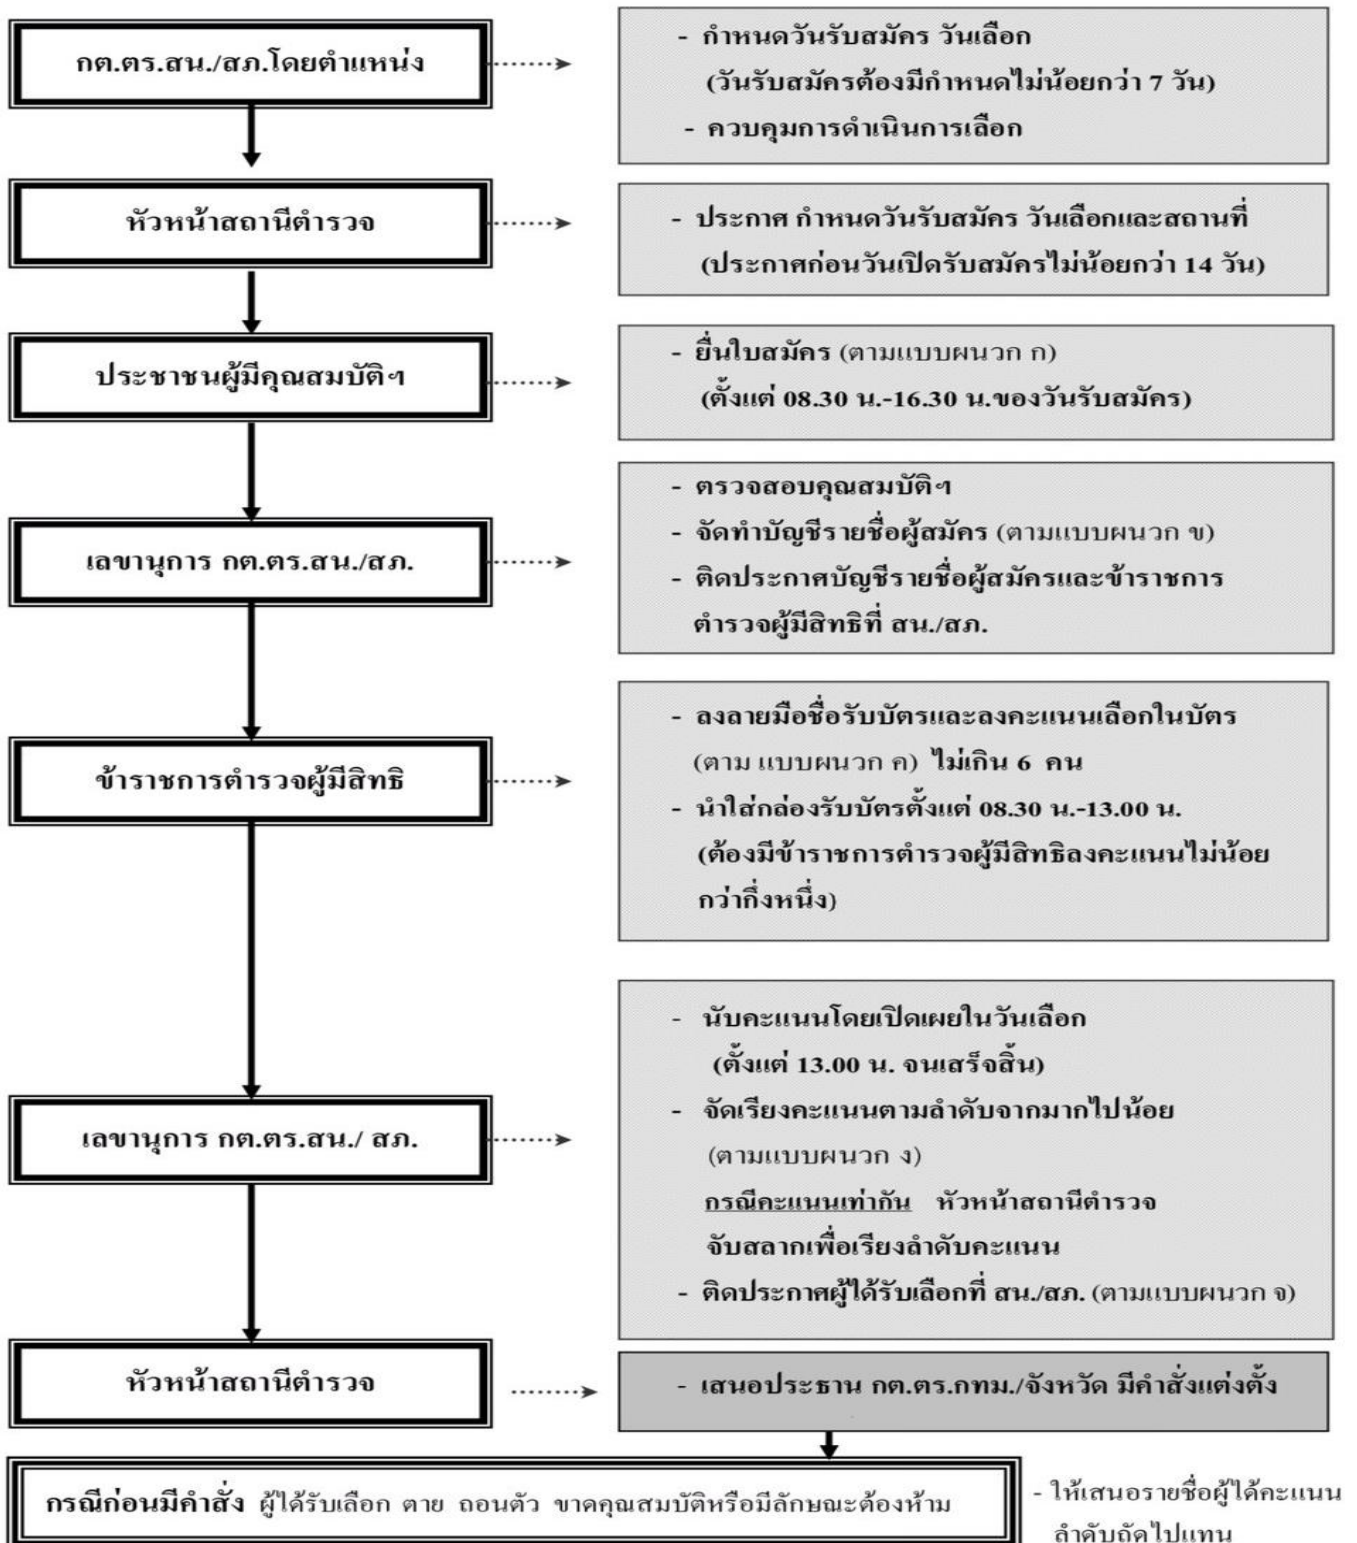 กต.ตร.สน./สภ.โดยตำแหน่ง
- กำหนดวันรับสมัคร วันเลือก
(วันรับสมัครต้องมีกำหนดไม่น้อยกว่า 7 วัน)
- ควบคุมการดำเนินการเลือก
หัวหน้าสถานีตำรวจ
- ประกาศ กำหนดวันรับสมัคร วันเลือกและสถานที่
(ประกาศก่อนวันเปิดรับสมัครไม่น้อยกว่า 14 วัน)
ประชาชนผู้มีคุณสมบัติฯ
- ยื่นใบสมัคร (ตามแบบผนวก ก)
(ตั้งแต่ 08.30 น.-16.30 น.ของวันรับสมัคร)
เลขานุการ กต.ตร.สน./สภ.
- ตรวจสอบคุณสมบัติฯ
- จัดทำบัญชีรายชื่อผู้สมัคร (ตามแบบผนวก ข)
- ติดประกาศบัญชีรายชื่อผู้สมัครและข้าราชการ
ตำรวจผู้มีสิทธิที่ สน./สภ.
ข้าราชการตำรวจผู้มีสิทธิ
- ลงลายมือชื่อรับบัตรและลงคะแนนเลือกในบัตร
(ตาม แบบผนวก ค) ไม่เกิน 6 คน
- นำใส่กล่องรับบัตรตั้งแต่ 08.30 น.-13.00 น.
(ต้องมีข้าราชการตำรวจผู้มีสิทธิลงคะแนนไม่น้อย
กว่ากึ่งหนึ่ง)
เลขานุการ กต.ตร.สน./ สภ.
- นับคะแนนโดยเปิดเผยในวันเลือก
(ตั้งแต่ 13.00 น. จนเสร็จสิ้น)
- จัดเรียงคะแนนตามลำดับจากมากไปน้อย
(ตามแบบผนวก ง)
กรณีคะแนนเท่ากัน หัวหน้าสถานีตำรวจ
จับสลากเพื่อเรียงลำดับคะแนน
- ติดประกาศผู้ได้รับเลือกที่ สน./สภ. (ตามแบบผนวก จ)
หัวหน้าสถานีตำรวจ
- เสนอประธาน กต.ตร.กทม./จังหวัด มีคำสั่งแต่งตั้ง
กรณีก่อนมีคำสั่ง ผู้ได้รับเลือก ตาย ถอนตัว ขาดคุณสมบัติหรือมีลักษณะต้องห้าม
- ให้เสนอรายชื่อผู้ได้คะแนน
ลำดับถัดไปแทน